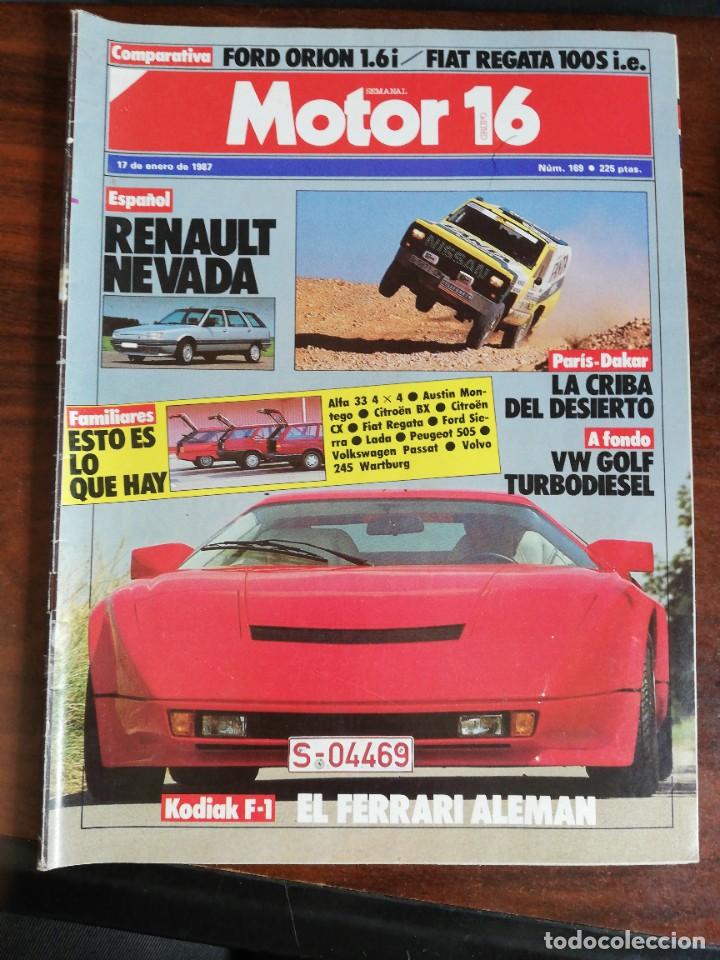 Comparativa FORD ORION 1.6i / FIAT REGATA 100S i.e.
SEMANAL
Motor 16
17 de enero de 1987
Núm. 169 ● 225 ptas.
Español
RENAULT
NEVADA
NISSAN
París-Dakar
LA CRIBA
DEL DESIERTO
Familiares
ESTO ES
LO
QUE HAY
Alfa 33 4 × 4 ● Austin Mon-
tego ● Citroën BX ● Citroën
CX ● Fiat Regata ● Ford Sie-
rra ● Lada ● Peugeot 505 ●
Volkswagen Passat ● Volvo
245 Wartburg
A fondo
VW GOLF
TURBODIESEL
S-04469
Kodiak F-1 EL FERRARI ALEMAN
todocoleccion